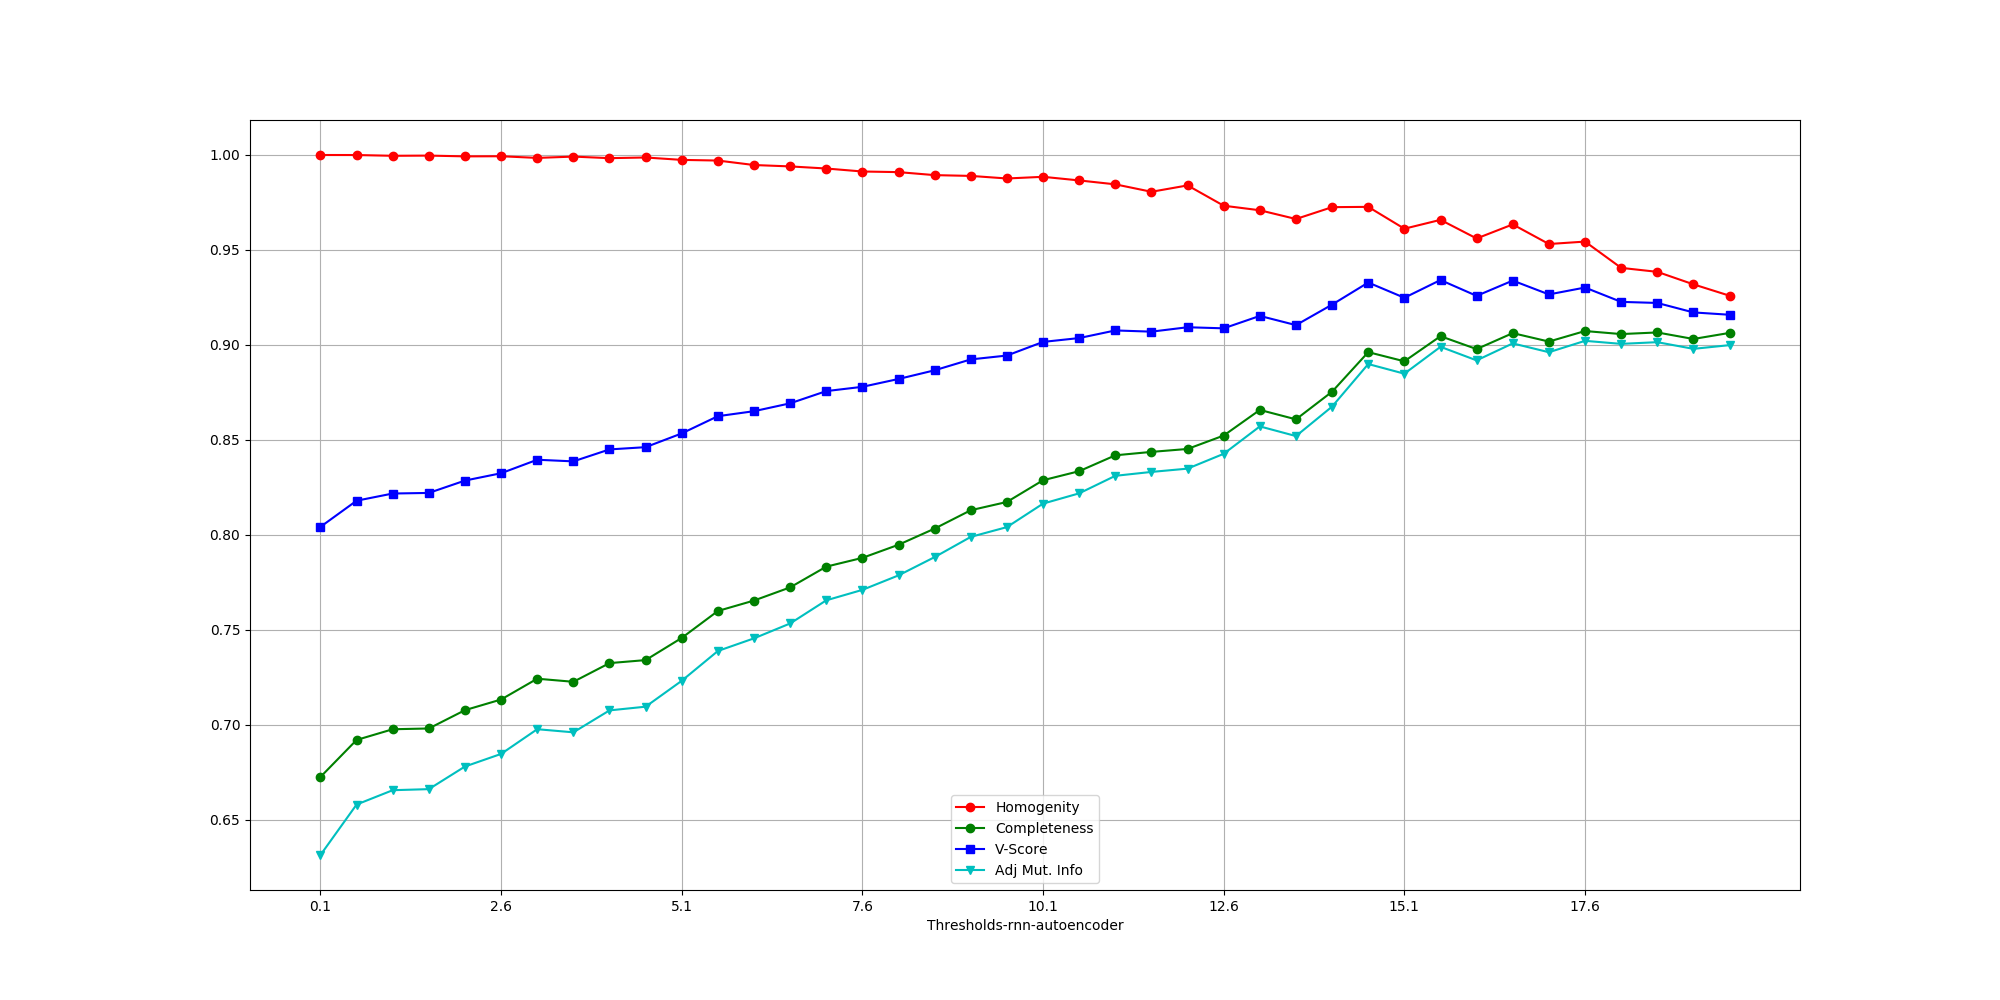 1.00
0.95
0.90
0.85
0.80
0.75
0.70
0.65
Homogenity
Completeness
V-Score
Adj Mut. Info
0.1 2.6 5.1 7.6 10.1 12.6 15.1 17.6
Thresholds-rnn-autoencoder